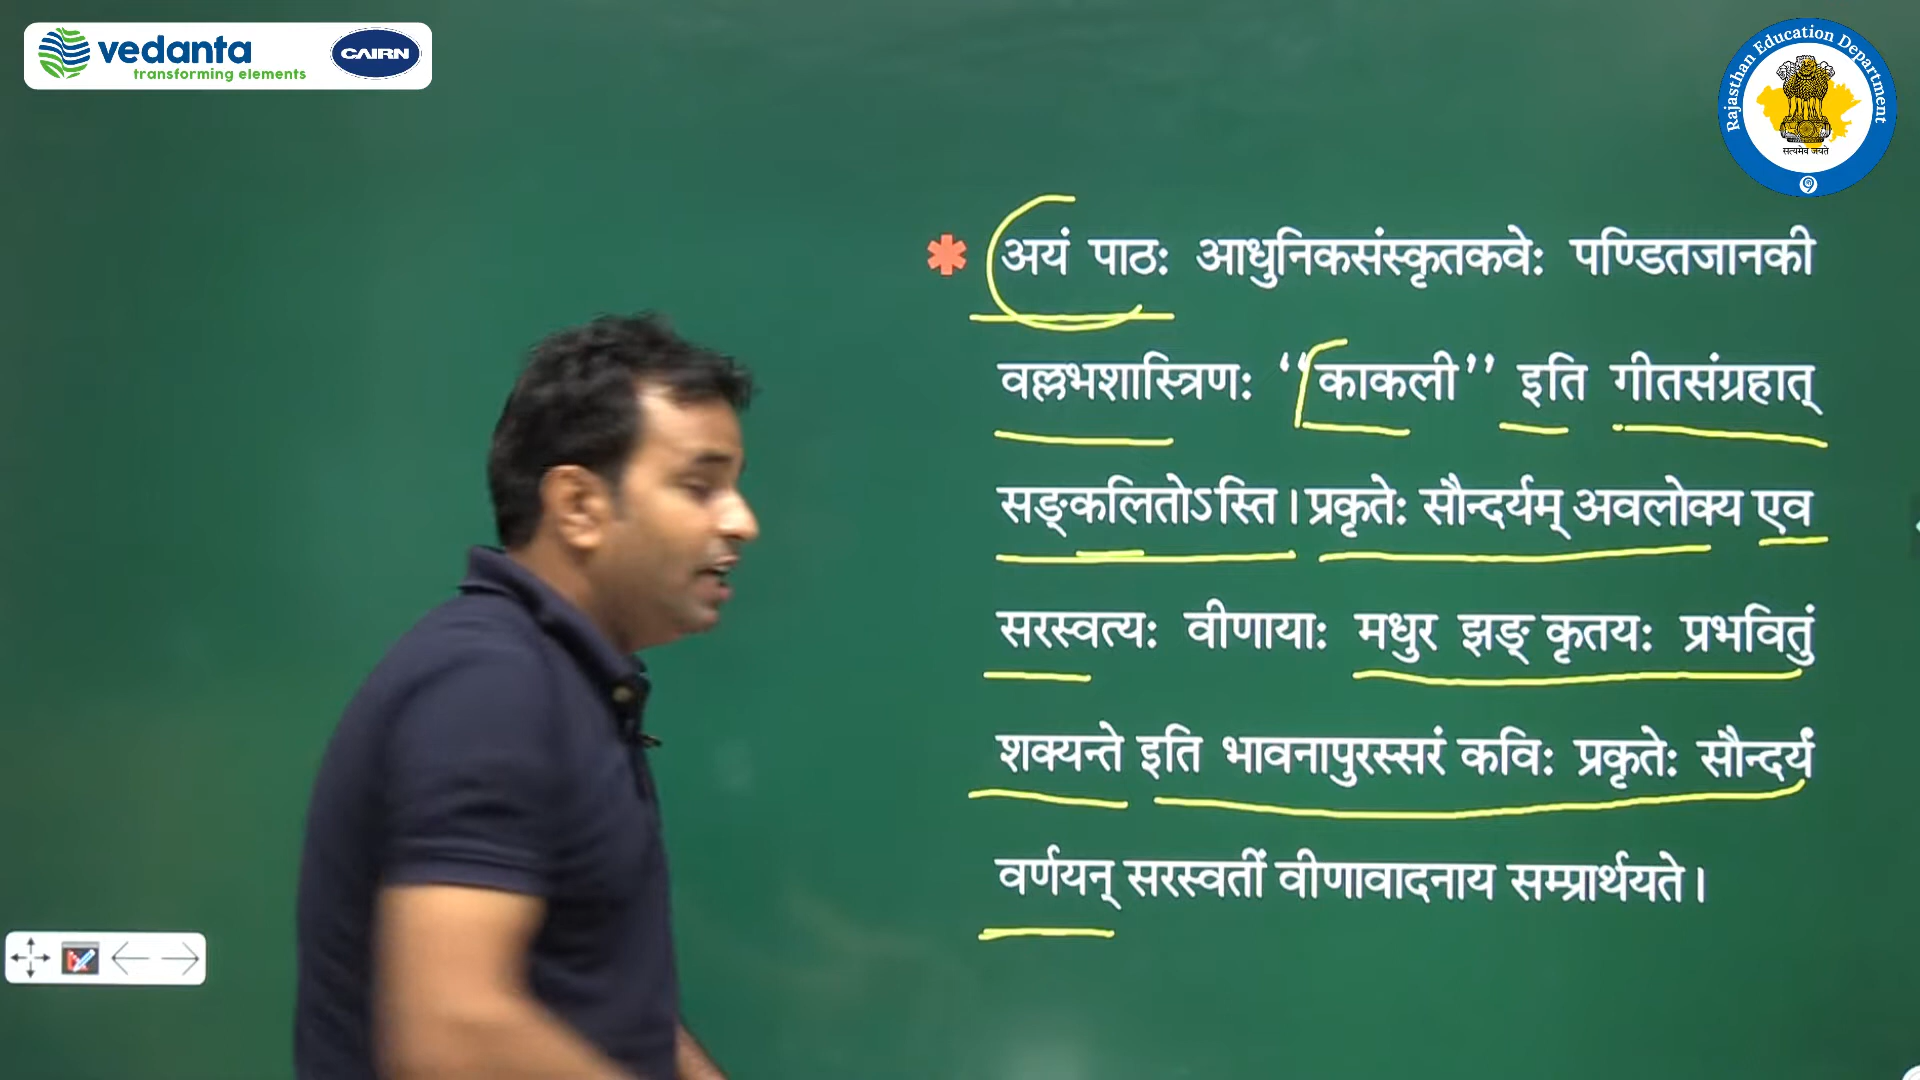 vedanta
transforming elements
CAIRN
Rajasthan Education Department
सत्यमेव जयते
* अयं पाठः आधुनिकसंस्कृतकवेः पण्डितजानकी
वल्लभशास्त्रिणः ‘‘काकली’’ इति गीतसंग्रहात्
सङ्कलितोऽस्ति। प्रकृतेः सौन्दर्यम् अवलोक्य एव
सरस्वत्यः वीणायाः मधुर झङ् कृतयः प्रभवितुं
शक्यन्ते इति भावनापुरस्सरं कविः प्रकृतेः सौन्दर्यं
वर्णयन् सरस्वतीं वीणावादनाय सम्प्रार्थयते।